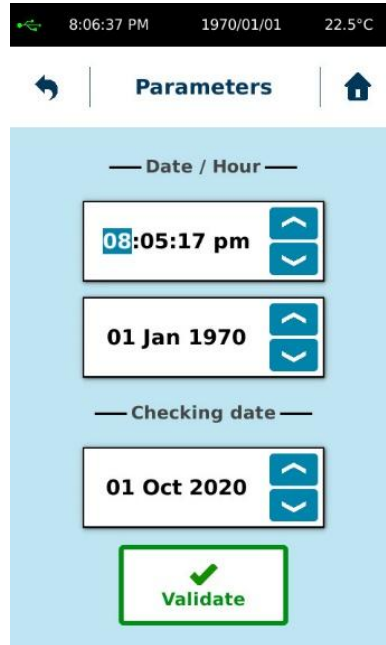 8:06:37 PM 1970/01/01 22.5°C
Parameters
Date / Hour
08:05:17 pm
01 Jan 1970
Checking date
01 Oct 2020
Validate